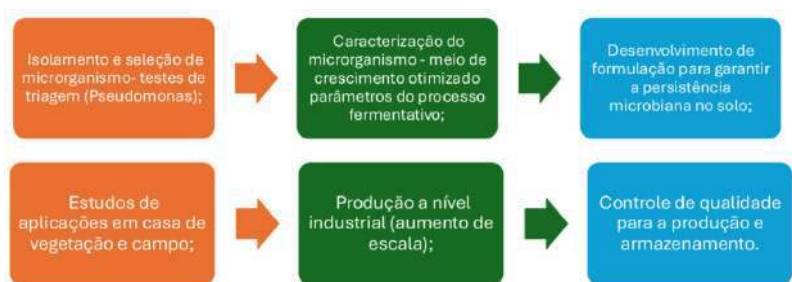 Isolamento e seleção de
microrganismo- testes de
triagem (Pseudomonas);
Caracterização do
microrganismo - meio de
crescimento otimizado
parâmetros do processo
fermentativo;
Desenvolvimento de
formulação para garantir
a persistência
microbiana no solo;
Estudos de
aplicações em casa de
vegetação e campo;
Produção a nível
industrial (aumento de
escala);
Controle de qualidade
para a produção e
armazenamento.